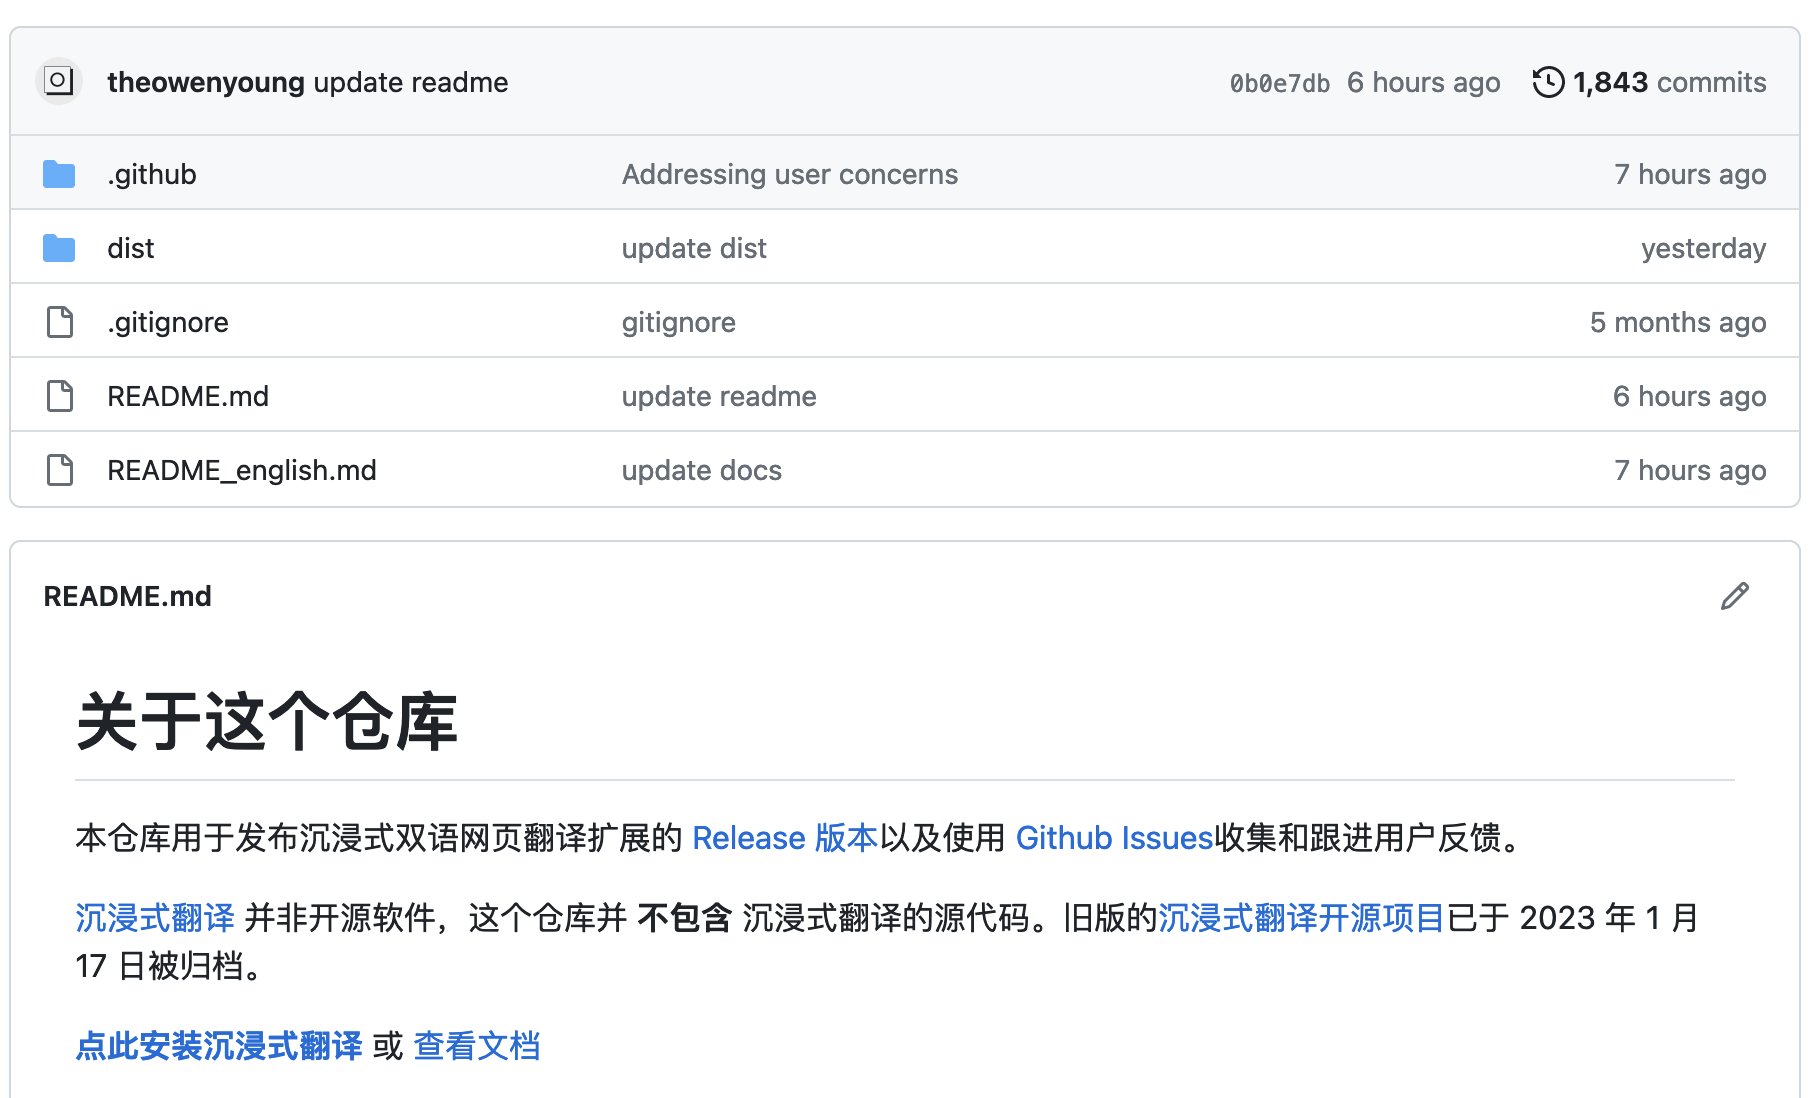 theowenyoung update readme 0b0e7db 6 hours ago 1,843 commits
.github Addressing user concerns 7 hours ago
dist update dist yesterday
.gitignore gitignore 5 months ago
README.md update readme 6 hours ago
README_english.md update docs 7 hours ago
README.md
关于这个仓库
本仓库用于发布沉浸式双语网页翻译扩展的 Release 版本以及使用 Github Issues收集和跟进用户反馈。
沉浸式翻译 并非开源软件，这个仓库并 不包含 沉浸式翻译的源代码。旧版的沉浸式翻译开源项目已于 2023 年 1 月
17 日被归档。
点此安装沉浸式翻译 或 查看文档